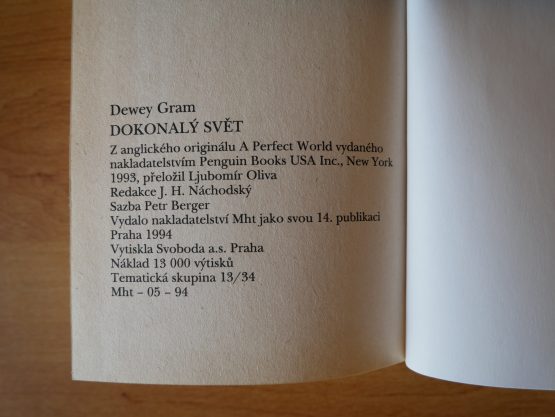 Dewey Gram
DOKONALÝ SVĚT
Z anglického originálu A Perfect World vydaného
nakladatelstvím Penguin Books USA Inc., New York
1993, přeložil Ljubomír Oliva
Redakce J. H. Náchodský
Sazba Petr Berger
Vydalo nakladatelství Mht jako svou 14. publikaci
Praha 1994
Vytiskla Svoboda a.s. Praha
Náklad 13 000 výtisků
Tematická skupina 13/34
Mht – 05 – 94